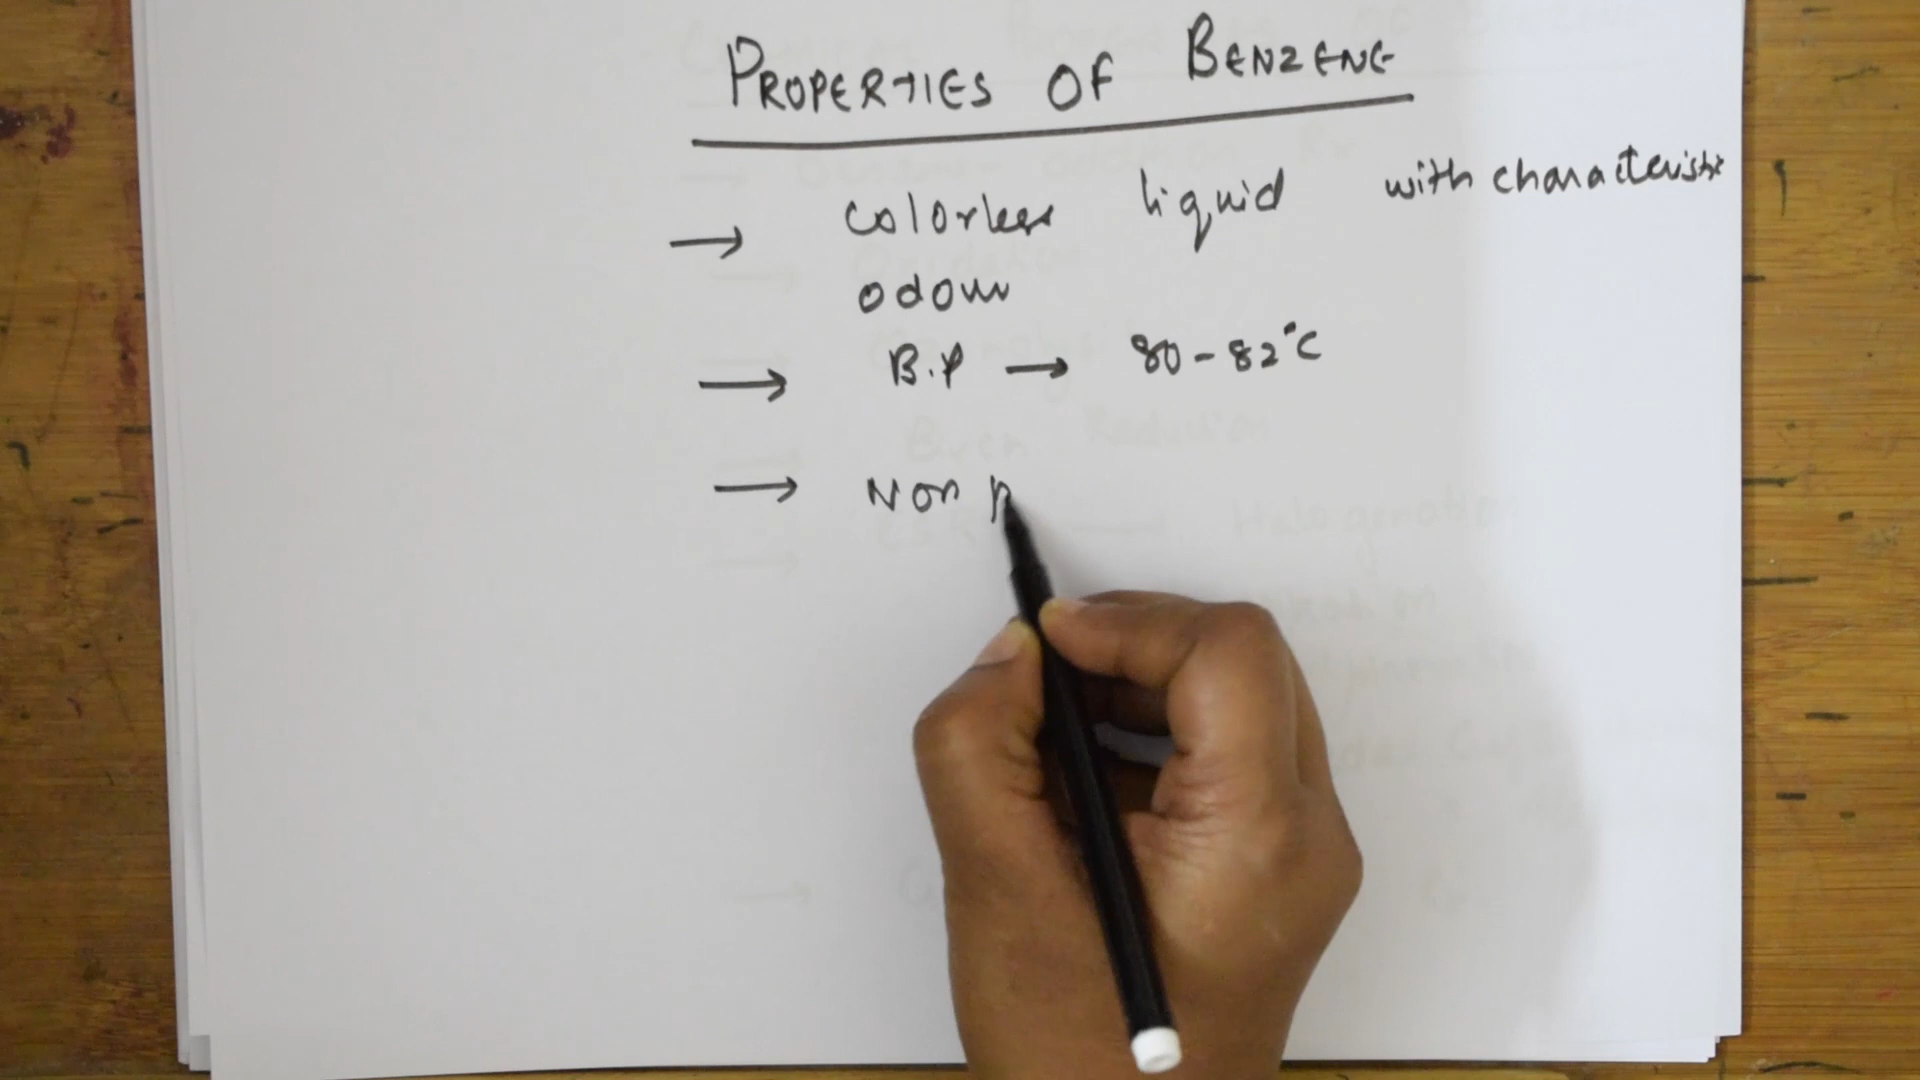 PROPERTIES OF BENZENE
→ Colorless liquid with characteristic
odour
→ B.P → 80-82°C
→ Non p